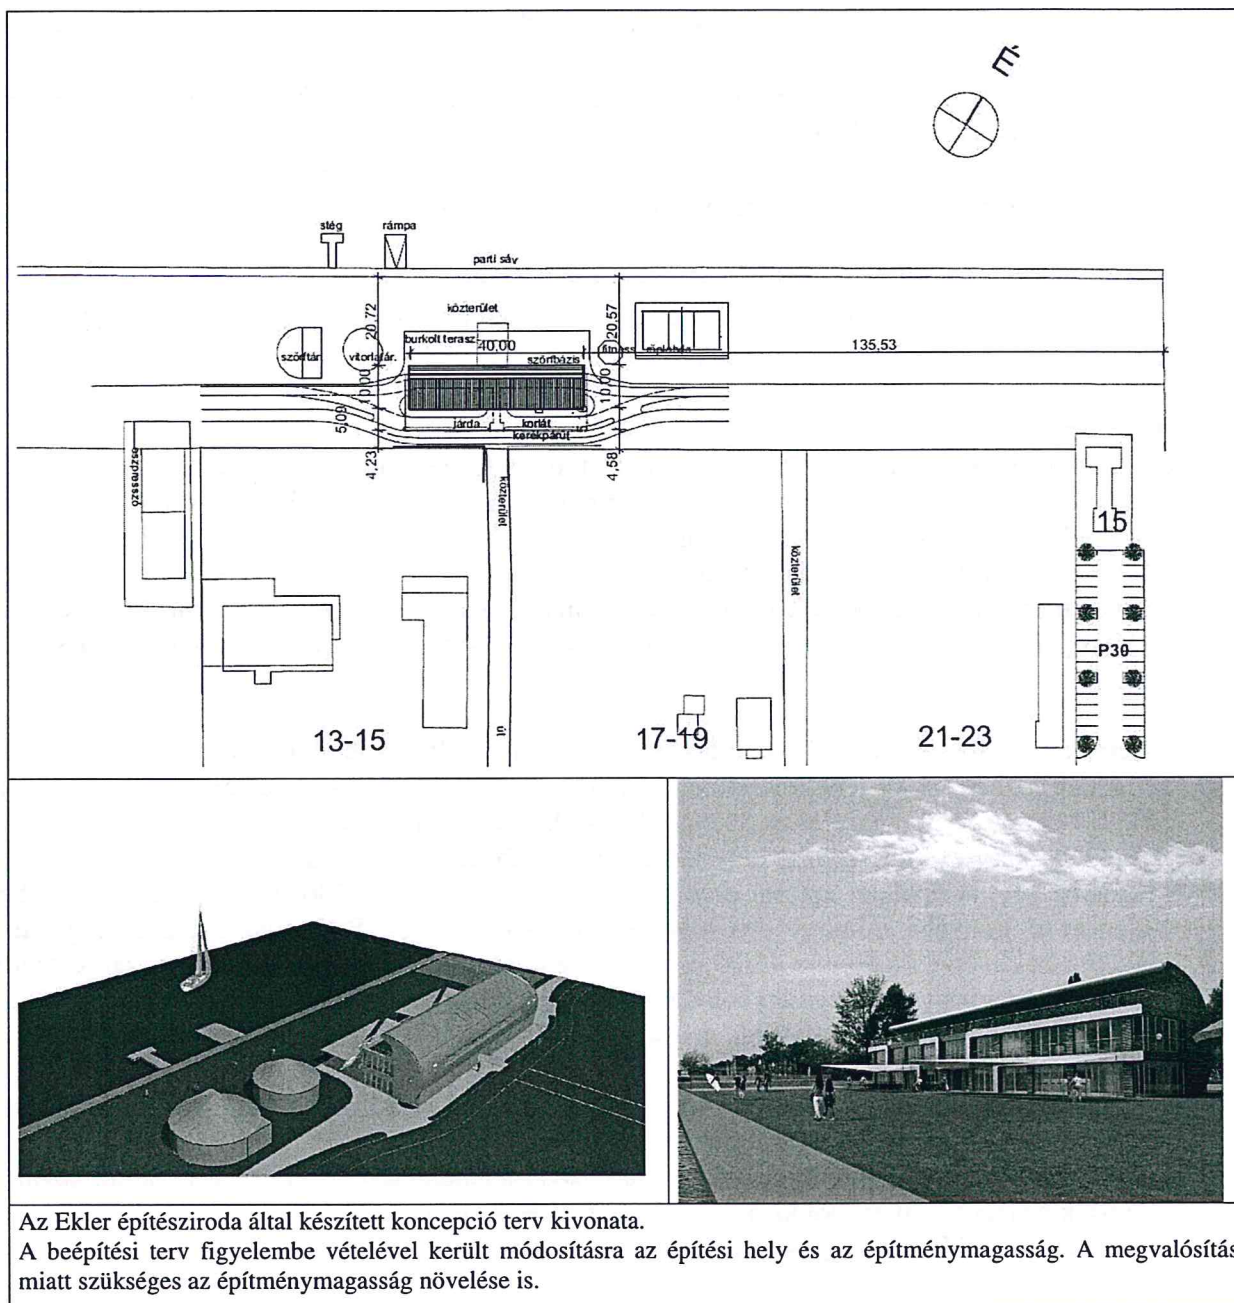 É
stég
rámpa
parti sáv
közterület
20,72
20,57
burkolt terasz
40,00
szörftár.
vitorlatár.
fitness
röplabda
135,53
szörfbázis
10,00
10,00
5,09
járda
korlát
kerékpárút
4,23
4,58
eszpresszó
közterület
út
közterület
15
P30
13-15
17-19
21-23
Az Ekler építésziroda által készített koncepció terv kivonata.
A beépítési terv figyelembe vételével került módosításra az építési hely és az építménymagasság. A megvalósítás
miatt szükséges az építménymagasság növelése is.